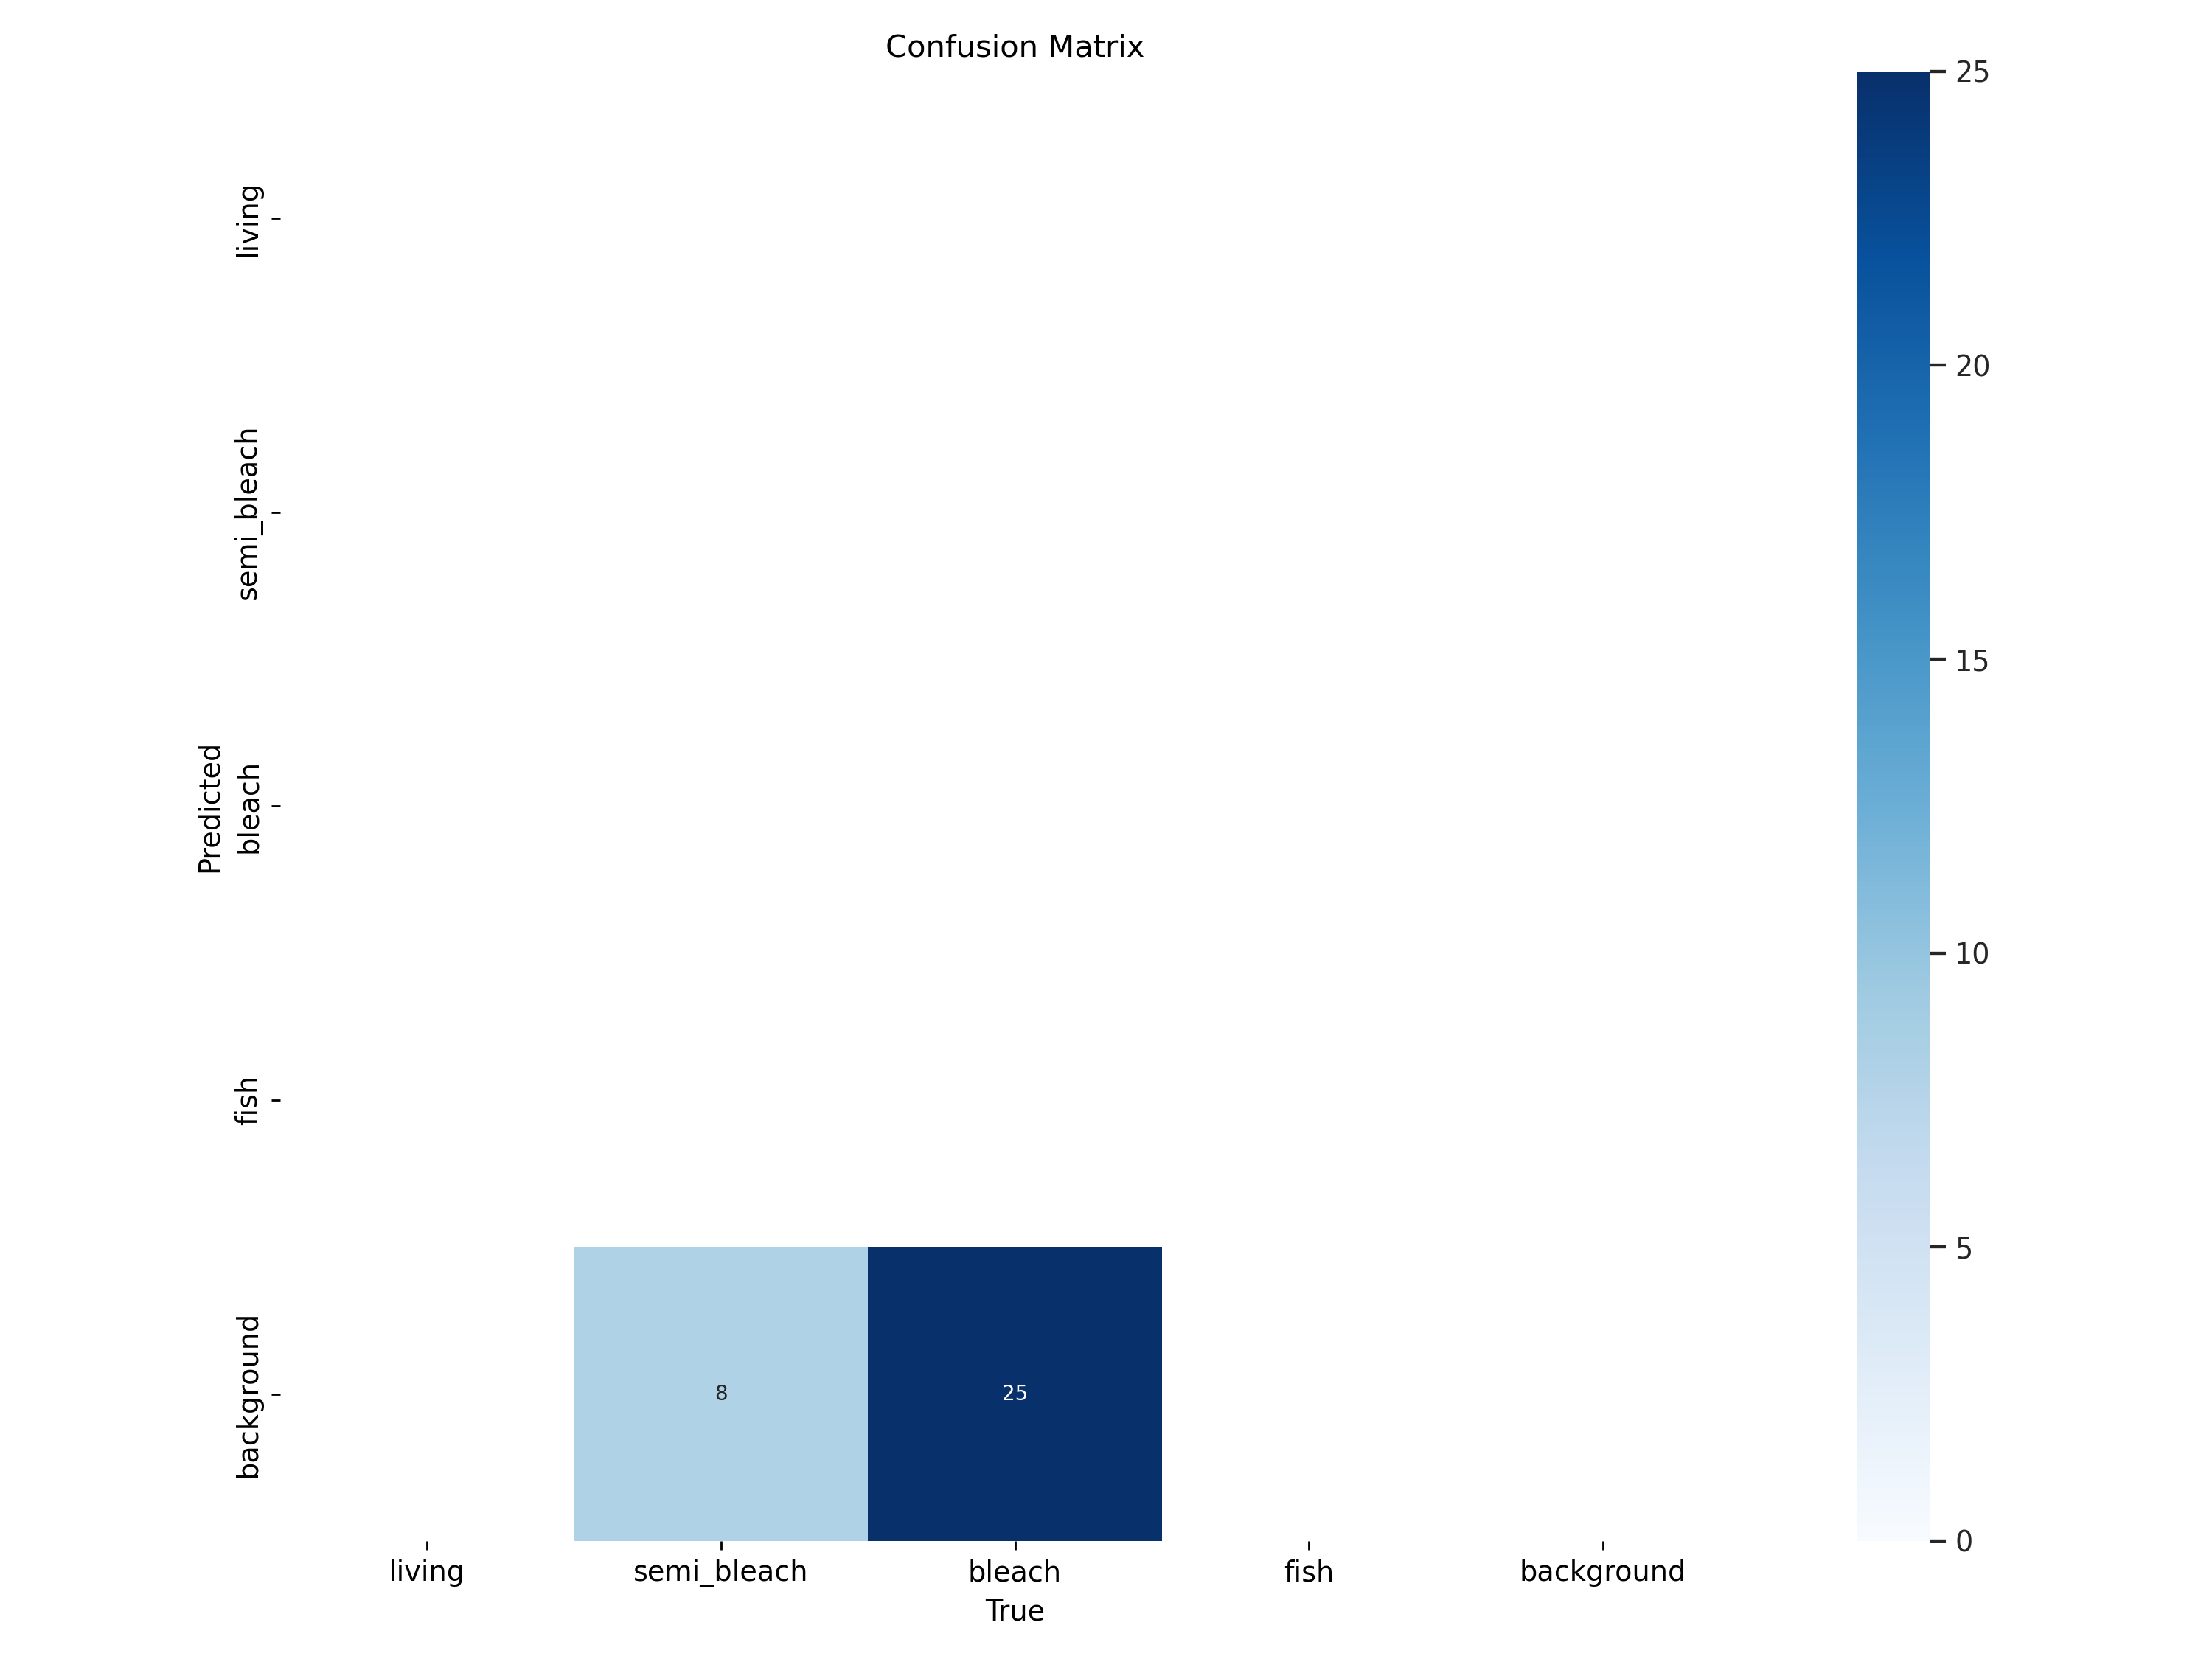 Confusion Matrix
25
20
15
10
5
0
Predicted
living
semi_bleach
bleach
fish
background
8
25
living
semi_bleach
bleach
fish
background
True